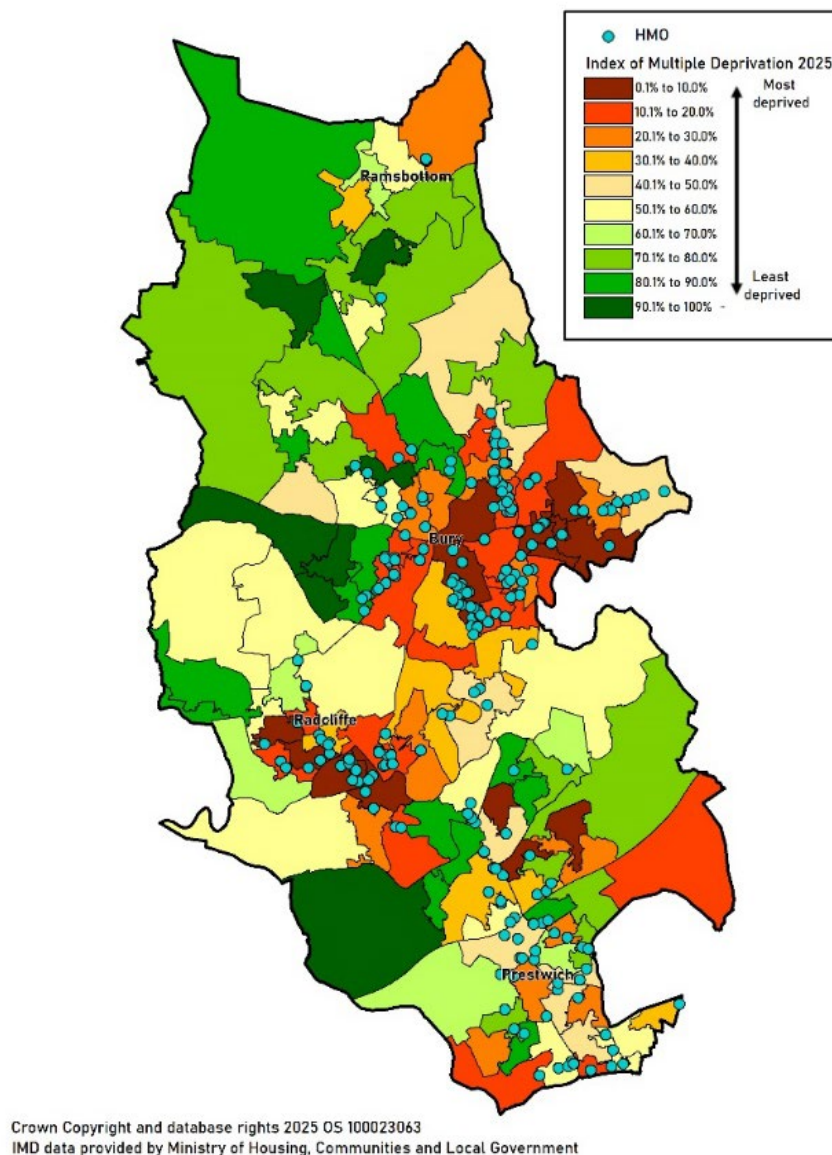 HMO
Index of Multiple Deprivation 2025
0.1% to 10.0%
Most
deprived
10.1% to 20.0%
20.1% to 30.0%
30.1% to 40.0%
40.1% to 50.0%
50.1% to 60.0%
60.1% to 70.0%
70.1% to 80.0%
80.1% to 90.0%
Least
deprived
90.1% to 100% -
Ramsbottom
Bury
Radcliffe
Prestwich
Crown Copyright and database rights 2025 OS 100023063
IMD data provided by Ministry of Housing, Communities and Local Government